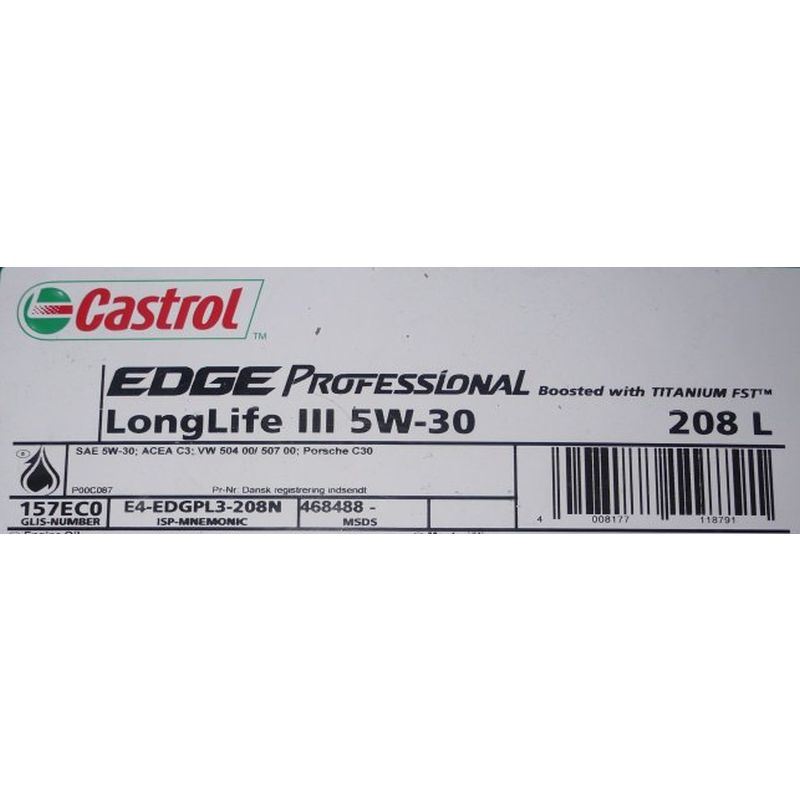 Castrol TM
EDGE PROFESSIONAL Boosted with TITANIUM FST™
LongLife III 5W-30 208 L
SAE 5W-30; ACEA C3; VW 504 00/ 507 00; Porsche C30
P00C087 Pr-Nr: Dansk registrering indsendt
157EC0 E4-EDGPL3-208N 468488 -
GLIS-NUMBER ISP-MNEMONIC MSDS
4 008177 118791